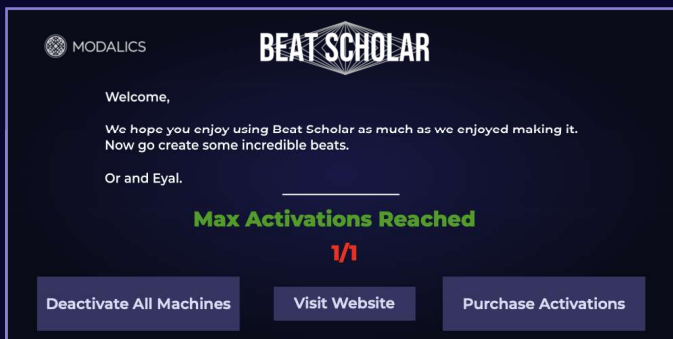 MODALICS
BEAT SCHOLAR
Welcome,
We hope you enjoy using Beat Scholar as much as we enjoyed making it.
Now go create some incredible beats.
Or and Eyal.
Max Activations Reached
1/1
Deactivate All Machines
Visit Website
Purchase Activations